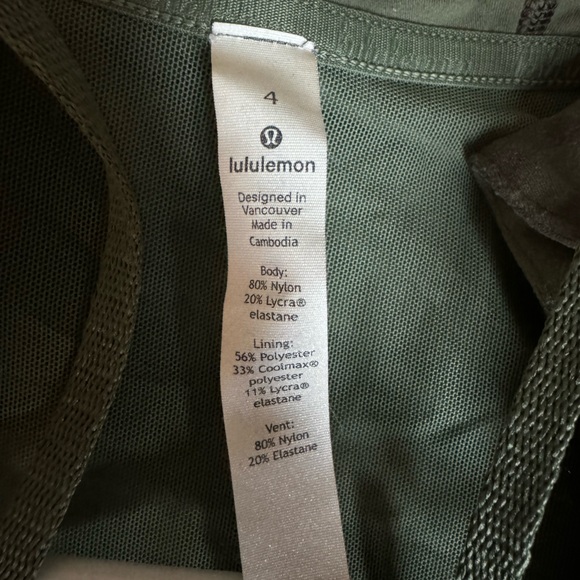 4
lululemon
Designed in
Vancouver
Made in
Cambodia
Body:
80% Nylon
20% Lycra®
elastane
Lining:
56% Polyester
33% Coolmax®
polyester
11% Lycra®
elastane
Vent:
80% Nylon
20% Elastane